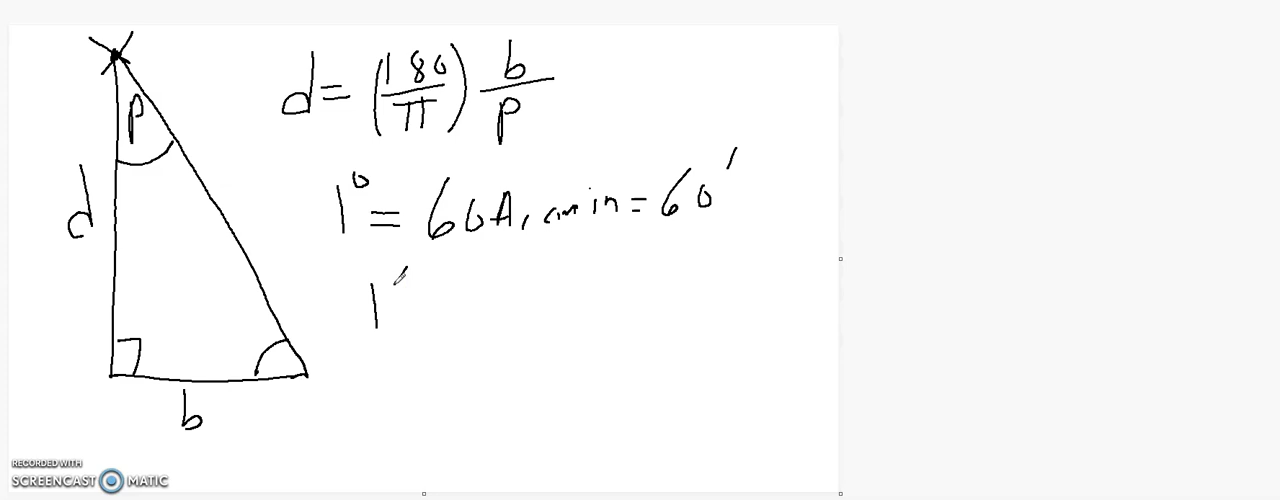 p
d
b
d = (180/π) b/p
1° = 60 Arcmin = 60'
1'
RECORDED WITH
SCREENCAST MATIC